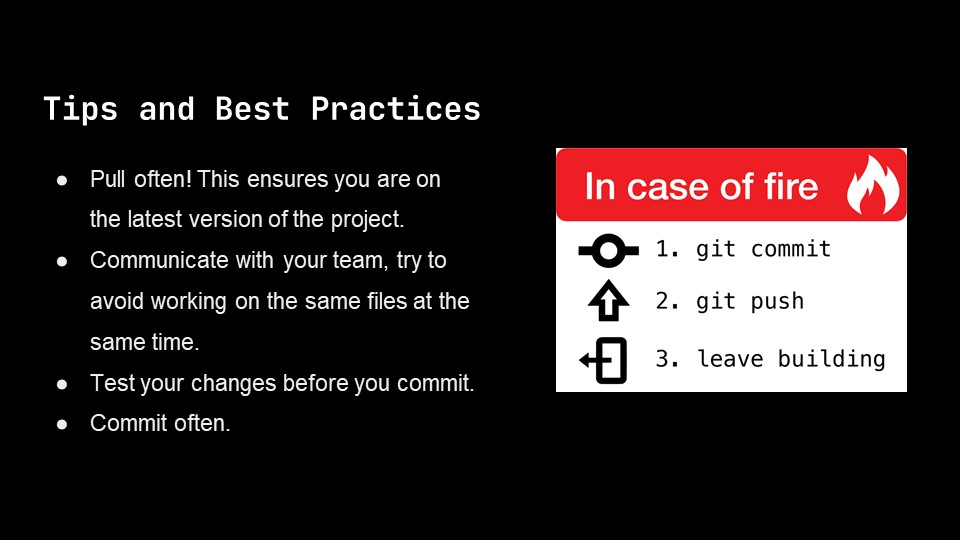 Tips and Best Practices
● Pull often! This ensures you are on
the latest version of the project.
● Communicate with your team, try to
avoid working on the same files at the
same time.
● Test your changes before you commit.
● Commit often.
In case of fire
1. git commit
2. git push
3. leave building